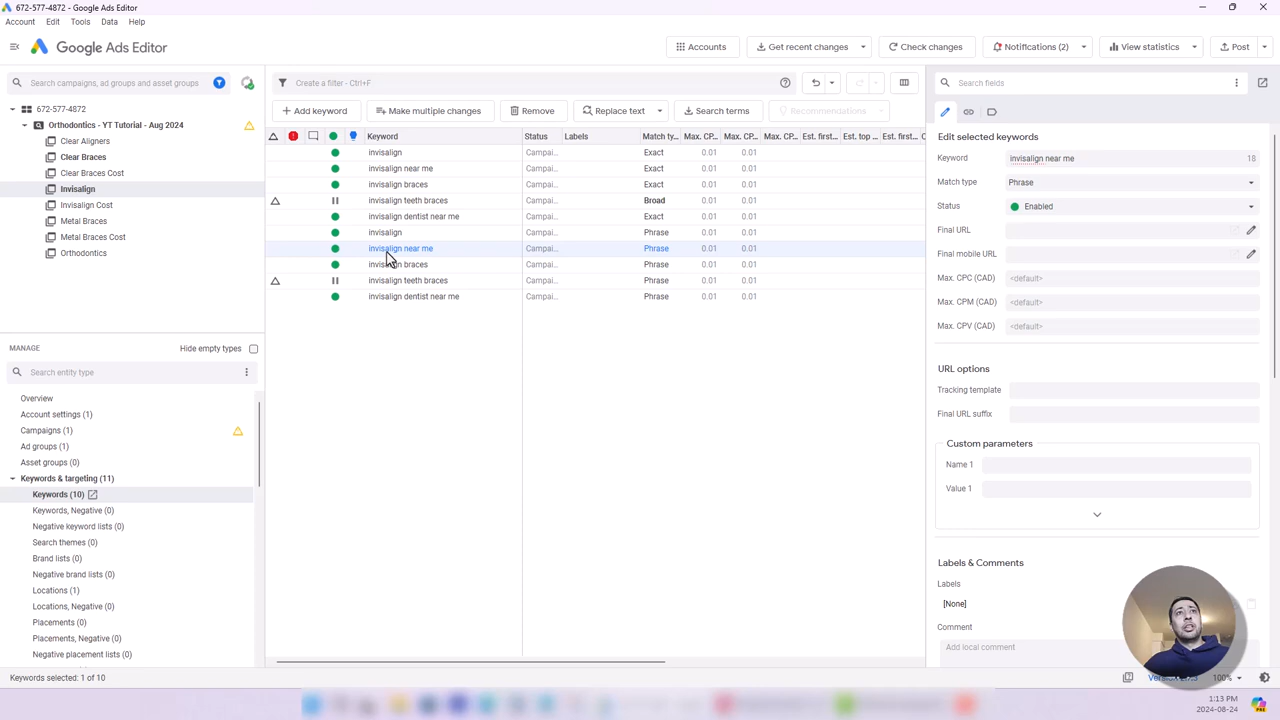 672-577-4872 - Google Ads Editor
Account Edit Tools Data Help
Google Ads Editor
Accounts Get recent changes Check changes Notifications (2) View statistics Post
Search campaigns, ad groups and asset groups
Create a filter - Ctrl+F
Search fields
+ Add keyword Make multiple changes Remove Replace text Search terms Recommendations
672-577-4872
Orthodontics - YT Tutorial - Aug 2024
Clear Aligners
Clear Braces
Clear Braces Cost
Invisalign
Invisalign Cost
Metal Braces
Metal Braces Cost
Orthodontics
Keyword Status Labels Match ty... Max. CP... Max. CP... Max. CP... Est. first... Est. top ... Est. first...
invisalign Campai... Exact 0.01 0.01
invisalign near me Campai... Exact 0.01 0.01
invisalign braces Campai... Exact 0.01 0.01
invisalign teeth braces Campai... Broad 0.01 0.01
invisalign dentist near me Campai... Exact 0.01 0.01
invisalign Campai... Phrase 0.01 0.01
invisalign near me Campai... Phrase 0.01 0.01
invisalign braces Campai... Phrase 0.01 0.01
invisalign teeth braces Campai... Phrase 0.01 0.01
invisalign dentist near me Campai... Phrase 0.01 0.01
MANAGE Hide empty types
Search entity type
Overview
Account settings (1)
Campaigns (1)
Ad groups (1)
Asset groups (0)
Keywords & targeting (11)
Keywords (10)
Keywords, Negative (0)
Negative keyword lists (0)
Search themes (0)
Brand lists (0)
Negative brand lists (0)
Locations (1)
Locations, Negative (0)
Placements (0)
Placements, Negative (0)
Negative placement lists (0)
Edit selected keywords
Keyword invisalign near me 18
Match type Phrase
Status Enabled
Final URL
Final mobile URL
Max. CPC (CAD) <default>
Max. CPM (CAD) <default>
Max. CPV (CAD) <default>
URL options
Tracking template
Final URL suffix
Custom parameters
Name 1
Value 1
Labels & Comments
Labels
[None]
Comment
Add local comment
Keywords selected: 1 of 10
100%
1:13 PM
2024-08-24